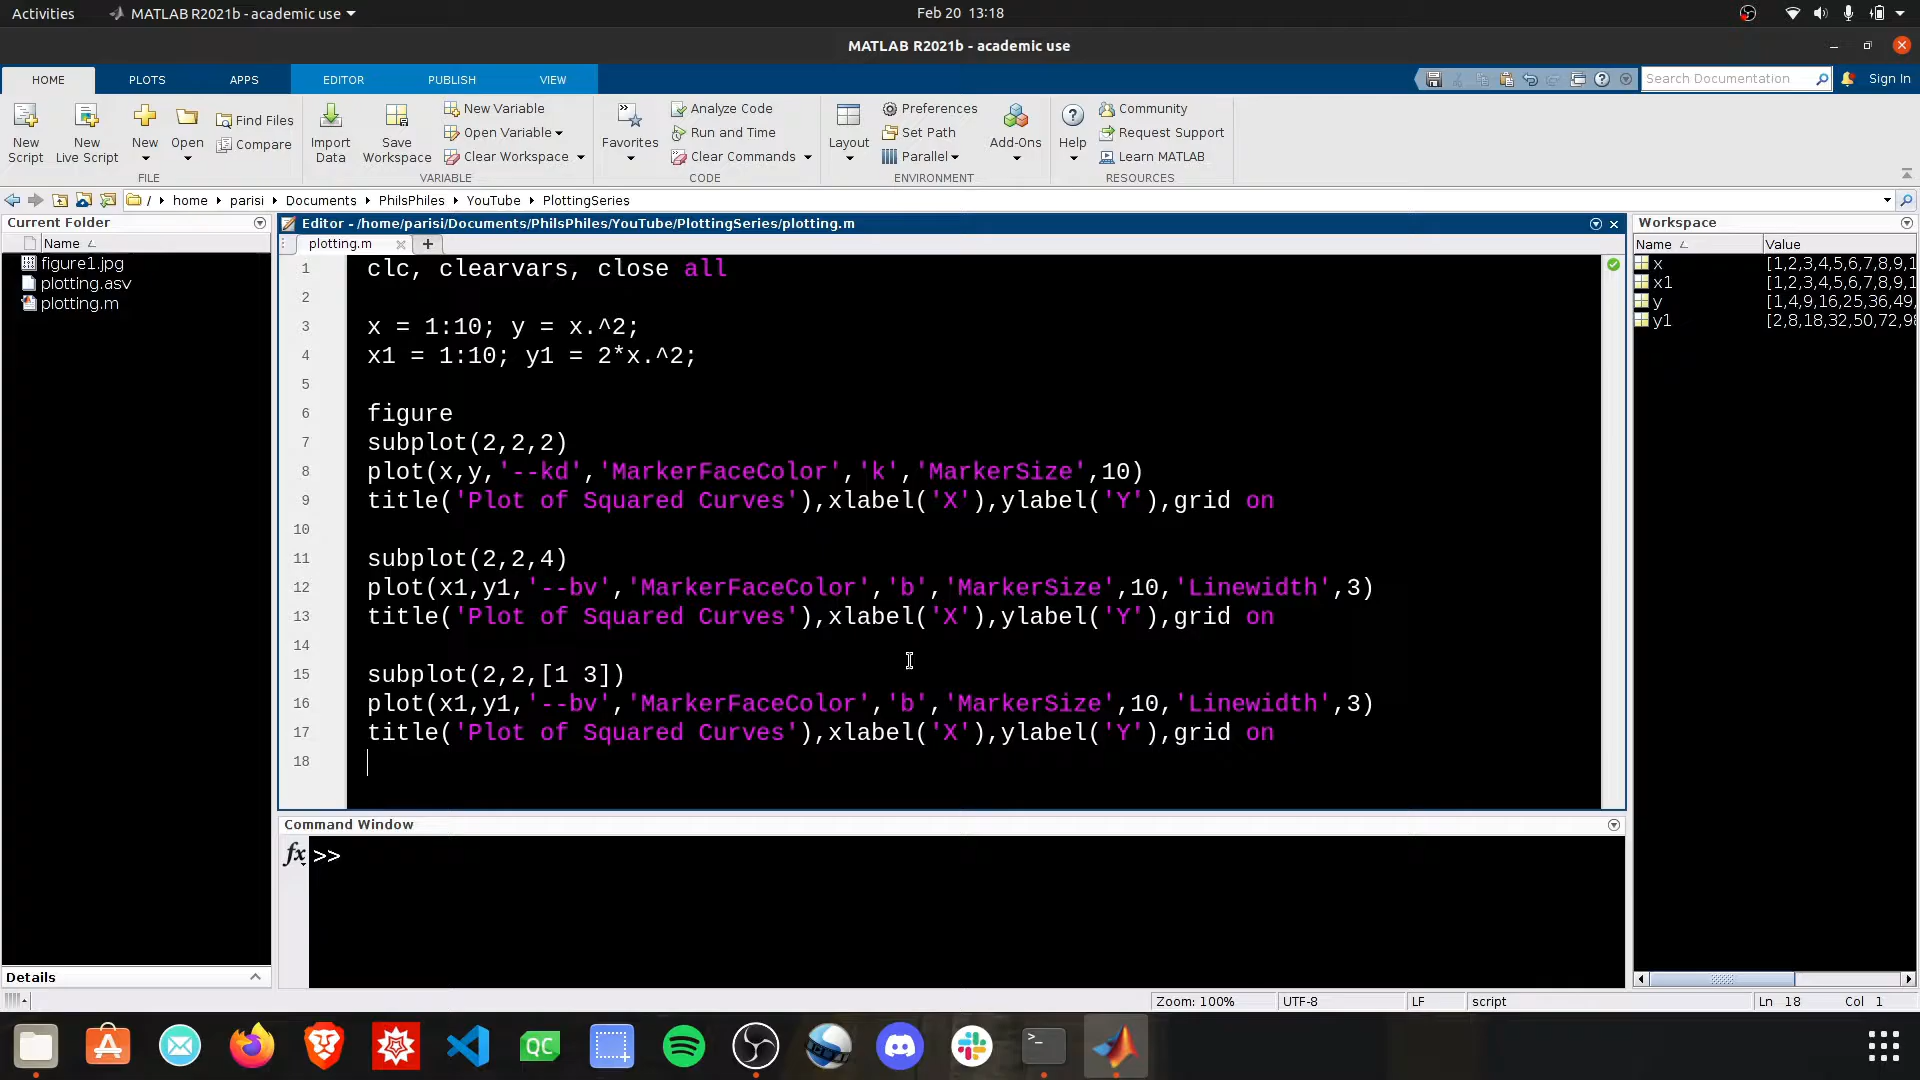 Activities
MATLAB R2021b - academic use
Feb 20 13:18
MATLAB R2021b - academic use
HOME PLOTS APPS EDITOR PUBLISH VIEW
Search Documentation
Sign In
New Script
New Live Script
New
Open
Find Files
Compare
FILE
Import Data
Save Workspace
New Variable
Open Variable
Clear Workspace
VARIABLE
Favorites
Analyze Code
Run and Time
Clear Commands
CODE
Layout
Preferences
Set Path
Parallel
Add-Ons
ENVIRONMENT
Help
Community
Request Support
Learn MATLAB
RESOURCES
/ home parisi Documents PhilsPhiles YouTube PlottingSeries
Current Folder
Name
figure1.jpg
plotting.asv
plotting.m
Details
Editor - /home/parisi/Documents/PhilsPhiles/YouTube/PlottingSeries/plotting.m
plotting.m
1 clc, clearvars, close all
2
3 x = 1:10; y = x.^2;
4 x1 = 1:10; y1 = 2*x.^2;
5
6 figure
7 subplot(2,2,2)
8 plot(x,y,'--kd','MarkerFaceColor','k','MarkerSize',10)
9 title('Plot of Squared Curves'),xlabel('X'),ylabel('Y'),grid on
10
11 subplot(2,2,4)
12 plot(x1,y1,'--bv','MarkerFaceColor','b','MarkerSize',10,'Linewidth',3)
13 title('Plot of Squared Curves'),xlabel('X'),ylabel('Y'),grid on
14
15 subplot(2,2,[1 3])
16 plot(x1,y1,'--bv','MarkerFaceColor','b','MarkerSize',10,'Linewidth',3)
17 title('Plot of Squared Curves'),xlabel('X'),ylabel('Y'),grid on
18
Command Window
fx >>
Workspace
Name Value
x [1,2,3,4,5,6,7,8,9,1
x1 [1,2,3,4,5,6,7,8,9,1
y [1,4,9,16,25,36,49,
y1 [2,8,18,32,50,72,98
Zoom: 100% UTF-8 LF script Ln 18 Col 1
QC
>_